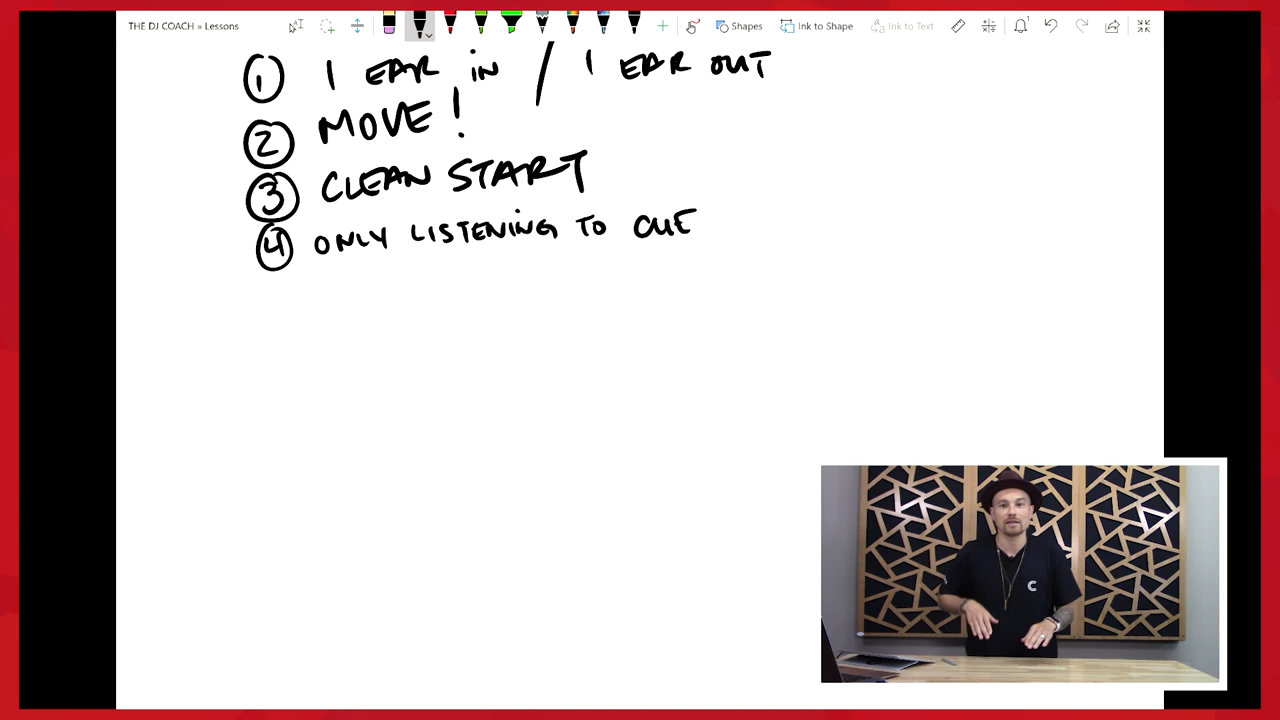 THE DJ COACH » Lessons
Shapes
Ink to Shape
Ink to Text
① 1 EAR IN / 1 EAR OUT
② MOVE!
③ CLEAN START
④ ONLY LISTENING TO CUE
C